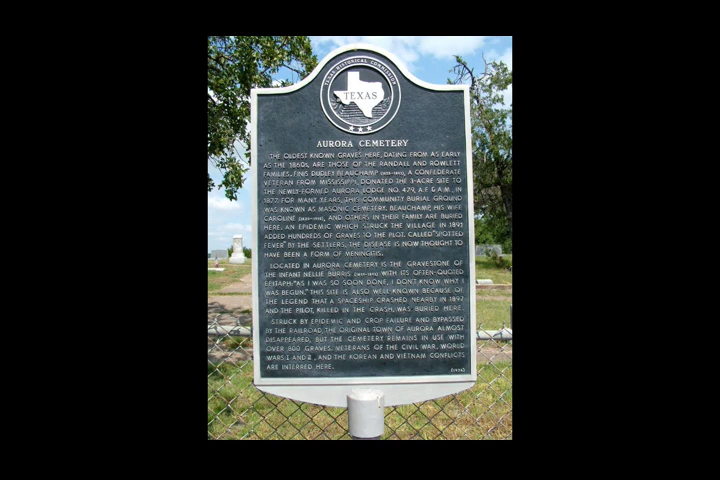 TEXAS HISTORICAL COMMISSION
TEXAS
AURORA CEMETERY
THE OLDEST KNOWN GRAVES HERE, DATING FROM AS EARLY
AS THE 1860s, ARE THOSE OF THE RANDALL AND ROWLETT
FAMILIES. FINIS DUDLEY BEAUCHAMP, A CONFEDERATE
VETERAN FROM MISSISSIPPI, DONATED THE 3-ACRE SITE TO
THE NEWLY-FORMED AURORA LODGE NO. 479, A.F. & A.M., IN
1877. FOR MANY YEARS, THIS COMMUNITY BURIAL GROUND
WAS KNOWN AS MASONIC CEMETERY. BEAUCHAMP, HIS WIFE
CAROLINE, AND OTHERS IN THEIR FAMILY ARE BURIED
HERE. AN EPIDEMIC WHICH STRUCK THE VILLAGE IN 1891
ADDED HUNDREDS OF GRAVES TO THE PLOT. CALLED "SPOTTED
FEVER" BY THE SETTLERS, THE DISEASE IS NOW THOUGHT TO
HAVE BEEN A FORM OF MENINGITIS.
LOCATED IN AURORA CEMETERY IS THE GRAVESTONE OF
THE INFANT NELLIE BURRIS WITH ITS OFTEN-QUOTED
EPITAPH: "AS I WAS SO SOON DONE, I DON'T KNOW WHY I
WAS BEGUN." THIS SITE IS ALSO WELL-KNOWN BECAUSE OF
THE LEGEND THAT A SPACESHIP CRASHED NEARBY IN 1897
AND THE PILOT, KILLED IN THE CRASH, WAS BURIED HERE.
STRUCK BY EPIDEMIC AND CROP FAILURE AND BYPASSED
BY THE RAILROAD, THE ORIGINAL TOWN OF AURORA ALMOST
DISAPPEARED, BUT THE CEMETERY REMAINS IN USE WITH
OVER 800 GRAVES. VETERANS OF THE CIVIL WAR, WORLD
WARS I AND II, AND THE KOREAN AND VIETNAM CONFLICTS
ARE INTERRED HERE.